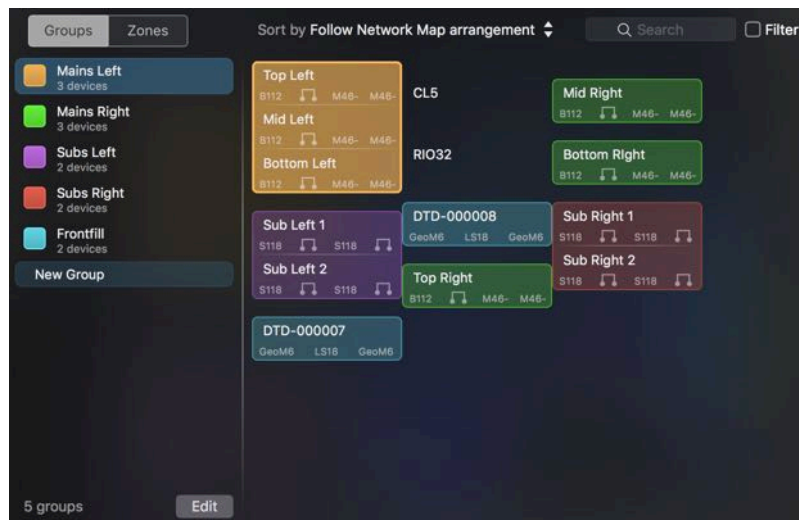 Groups Zones
Sort by Follow Network Map arrangement
Search
Filter
Mains Left
3 devices
Mains Right
3 devices
Subs Left
2 devices
Subs Right
2 devices
Frontfill
2 devices
New Group
5 groups
Edit
Top Left
B112 M46- M46-
Mid Left
B112 M46- M46-
Bottom Left
B112 M46- M46-
CL5
RIO32
Mid Right
B112 M46- M46-
Bottom RIght
B112 M46- M46-
Sub Left 1
S118 S118
Sub Left 2
S118 S118
DTD-000008
GeoM6 LS18 GeoM6
Top Right
B112 M46- M46-
Sub Right 1
S118 S118
Sub Right 2
S118 S118
DTD-000007
GeoM6 LS18 GeoM6